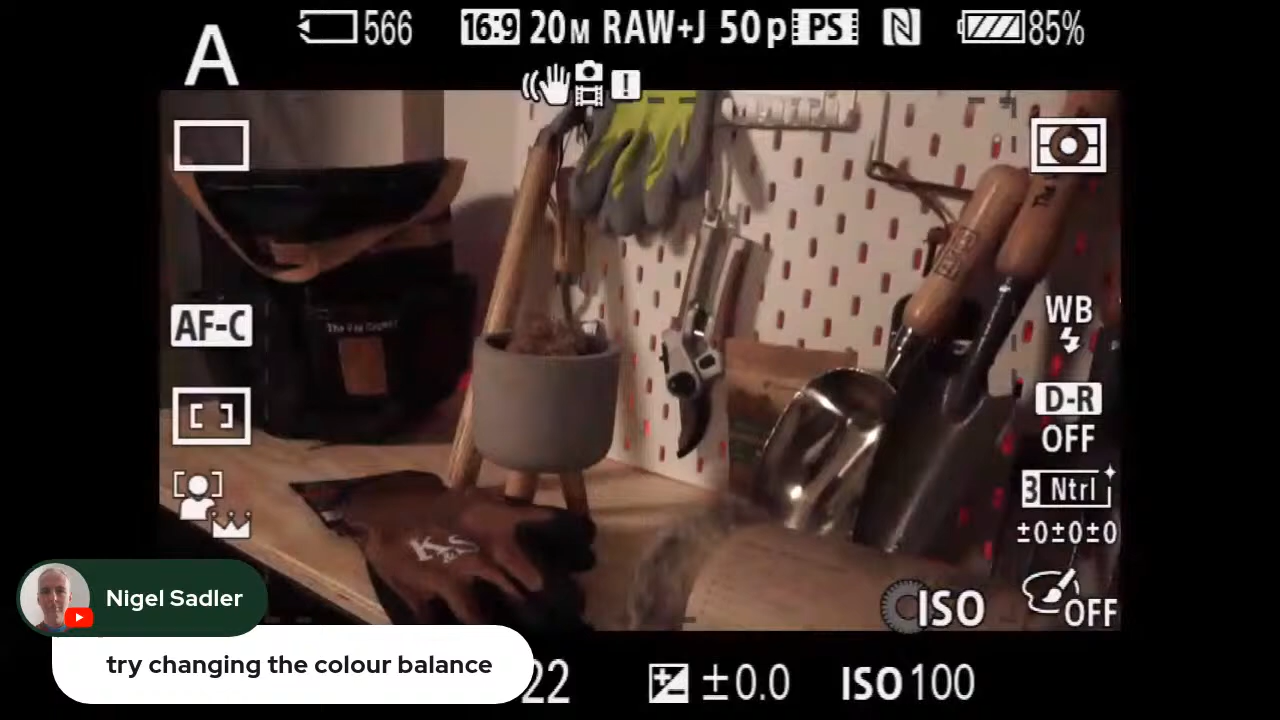 A
566
16:9 20M RAW+J 50p PS N 85%
AF-C
WB
D-R
OFF
3 Ntrl
±0±0±0
OFF
ISO
The
K&S
&A
Nigel Sadler
try changing the colour balance
22 ±0.0 ISO 100